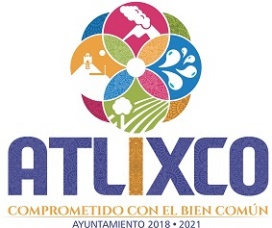 ATLIXCO
COMPROMETIDO CON EL BIEN COMÚN
AYUNTAMIENTO 2018 • 2021